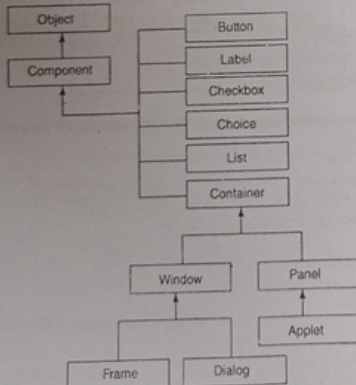 Object
Button
Label
Component
Checkbox
Choice
List
Container
Window
Panel
Applet
Frame
Dialog